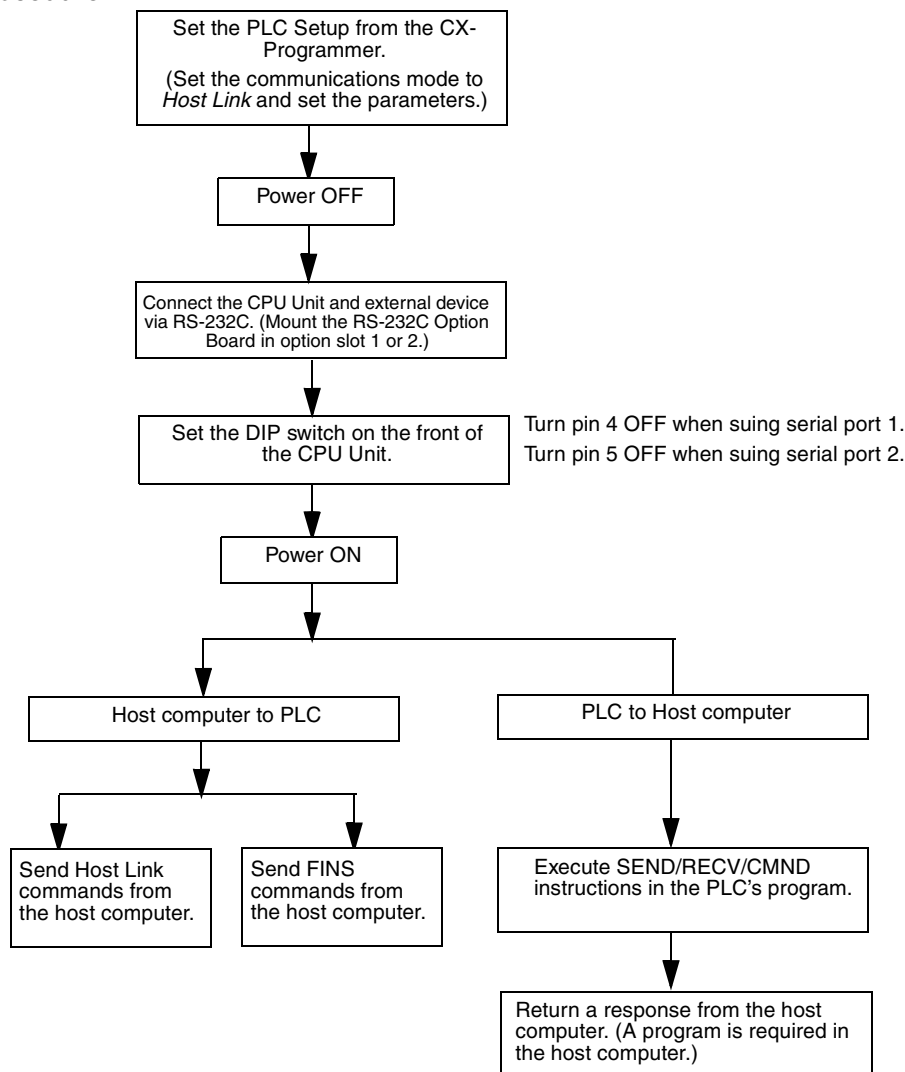 Set the PLC Setup from the CX-
Programmer.
(Set the communications mode to
Host Link and set the parameters.)
Power OFF
Connect the CPU Unit and external device
via RS-232C. (Mount the RS-232C Option
Board in option slot 1 or 2.)
Set the DIP switch on the front of
the CPU Unit.
Turn pin 4 OFF when suing serial port 1.
Turn pin 5 OFF when suing serial port 2.
Power ON
Host computer to PLC
PLC to Host computer
Send Host Link
commands from
the host computer.
Send FINS
commands from
the host computer.
Execute SEND/RECV/CMND
instructions in the PLC's program.
Return a response from the host
computer. (A program is required in
the host computer.)